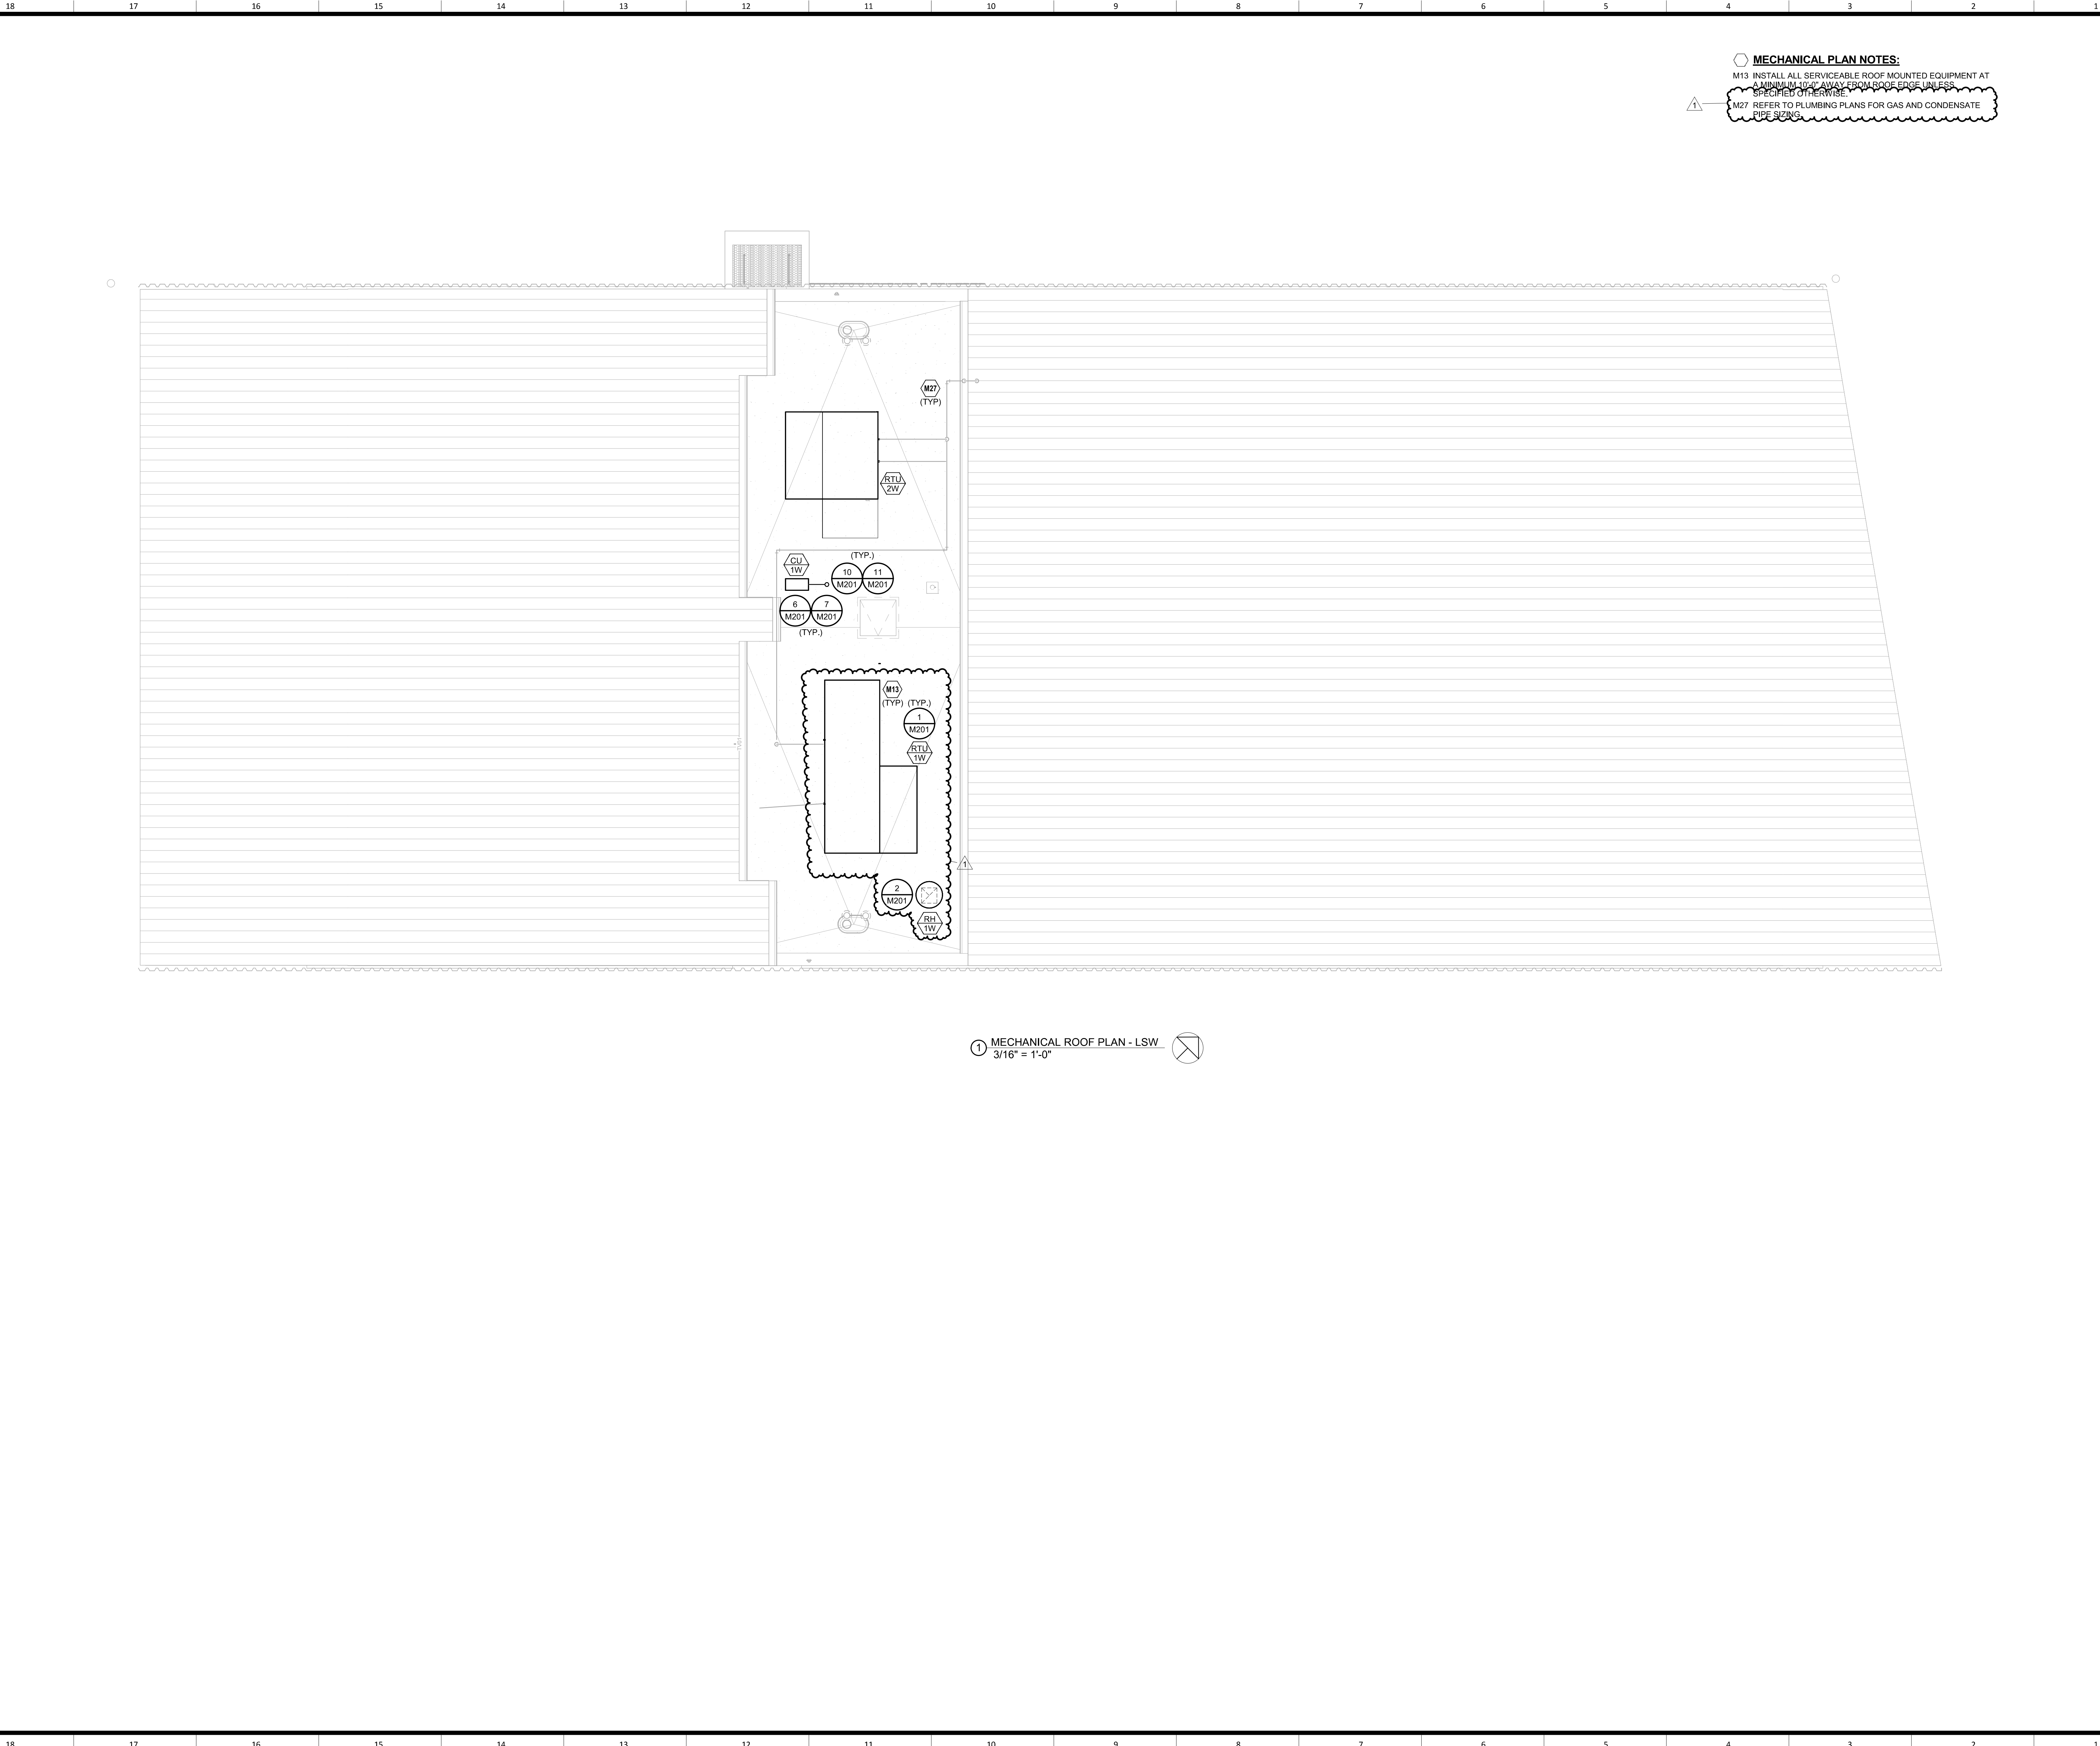 18 17 16 15 14 13 12 11 10 9 8 7 6 5 4 3 2 1
MECHANICAL PLAN NOTES:
M13 INSTALL ALL SERVICEABLE ROOF MOUNTED EQUIPMENT AT
A MINIMUM 10'-0" AWAY FROM ROOF EDGE UNLESS
SPECIFIED OTHERWISE.
1
M27 REFER TO PLUMBING PLANS FOR GAS AND CONDENSATE
PIPE SIZING.
M27
(TYP)
RTU
2W
(TYP.)
CU
1W
10
M201
11
M201
6
M201
7
M201
(TYP.)
M13
(TYP) (TYP.)
1
M201
RTU
1W
1
2
M201
RH
1W
1 MECHANICAL ROOF PLAN - LSW
3/16" = 1'-0"
18 17 16 15 14 13 12 11 10 9 8 7 6 5 4 3 2 1